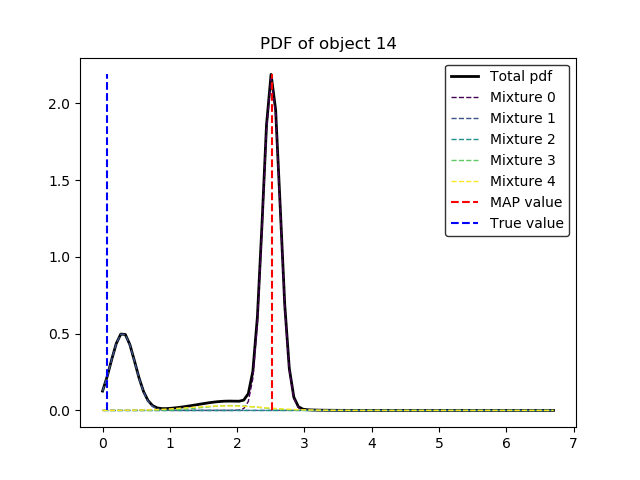 PDF of object 14
Total pdf
Mixture 0
Mixture 1
Mixture 2
Mixture 3
Mixture 4
MAP value
True value
2.0
1.5
1.0
0.5
0.0
0 1 2 3 4 5 6 7